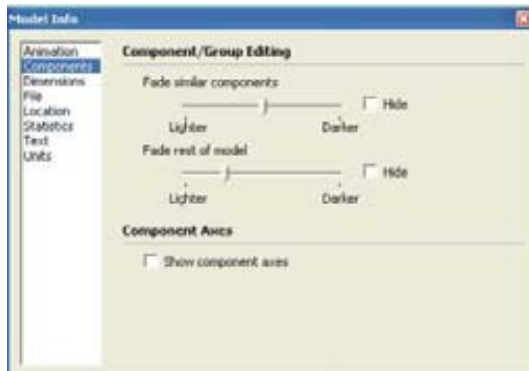 Model Info
Animation
Components
Dimensions
File
Location
Statistics
Text
Units
Component/Group Editing
Fade similar components
Hide
Lighter
Darker
Fade rest of model
Hide
Lighter
Darker
Component Axes
Show component axes